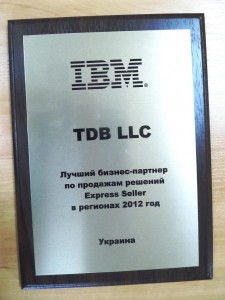 IBM®
TDB LLC
Лучший бизнес-партнер
по продажам решений
Express Seller
в регионах 2012 год
Украина